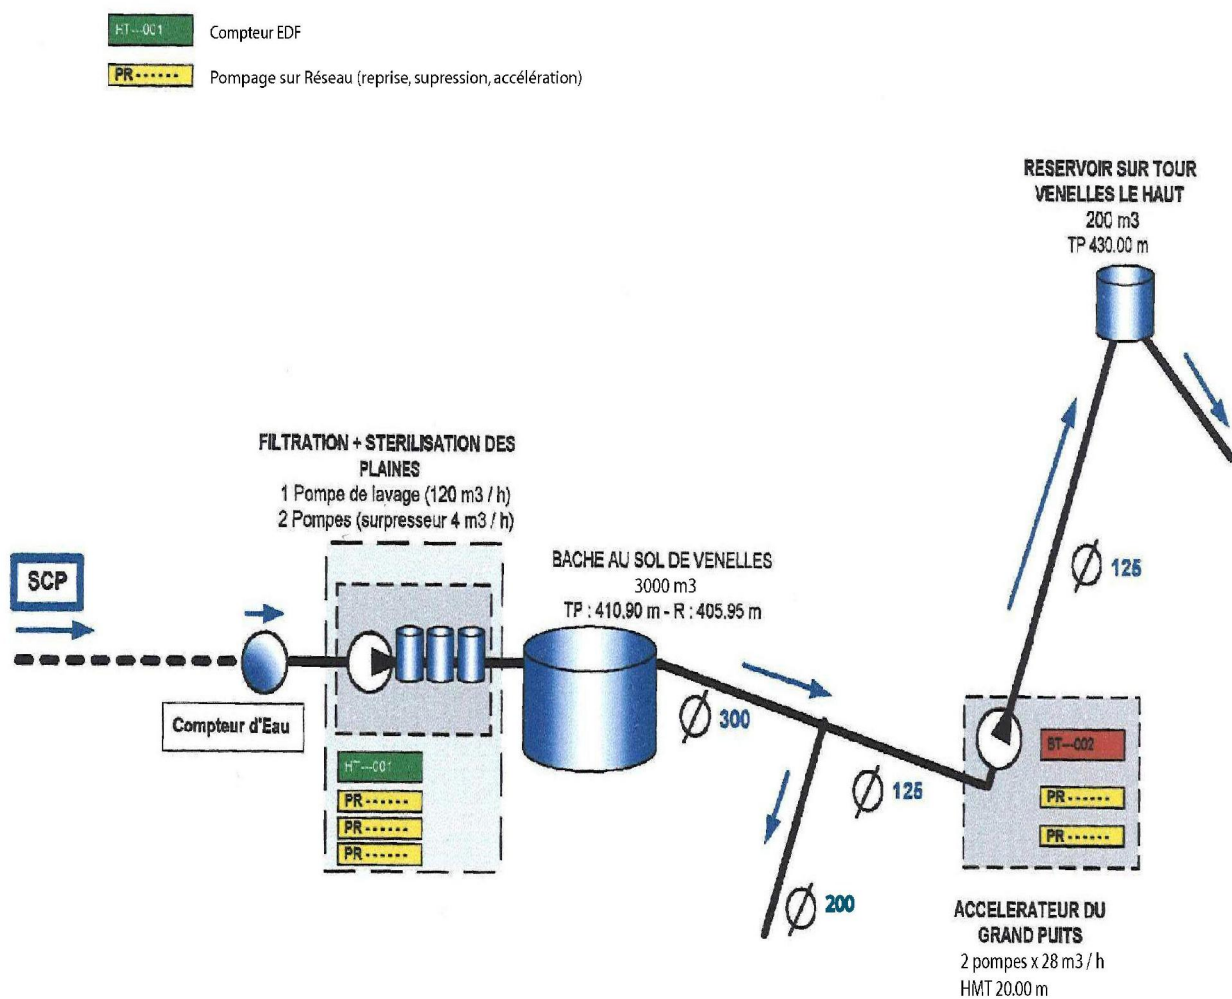 HT---001
Compteur EDF
PR ------
Pompage sur Réseau (reprise, supression, accélération)
RESERVOIR SUR TOUR
VENELLES LE HAUT
200 m3
TP 430.00 m
FILTRATION + STERILISATION DES
PLAINES
1 Pompe de lavage (120 m3 / h)
2 Pompes (surpresseur 4 m3 / h)
SCP
BACHE AU SOL DE VENELLES
3000 m3
TP : 410.90 m - R : 405.95 m
Ø 125
Compteur d'Eau
Ø 300
HT---001
PR ------
PR ------
PR ------
Ø 125
BT---002
PR ------
PR ------
Ø 200
ACCELERATEUR DU
GRAND PUITS
2 pompes x 28 m3 / h
HMT 20.00 m